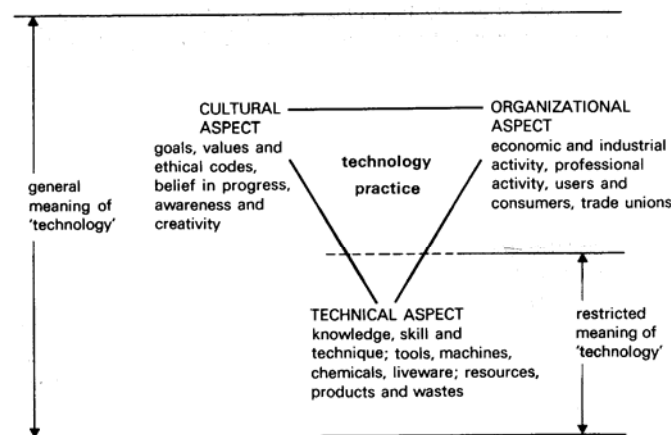 CULTURAL
ASPECT
goals, values and
ethical codes,
belief in progress,
awareness and
creativity
ORGANIZATIONAL
ASPECT
economic and industrial
activity, professional
activity, users and
consumers, trade unions
technology
practice
general
meaning of
‘technology’
TECHNICAL ASPECT
knowledge, skill and
technique; tools, machines,
chemicals, liveware; resources,
products and wastes
restricted
meaning of
‘technology’